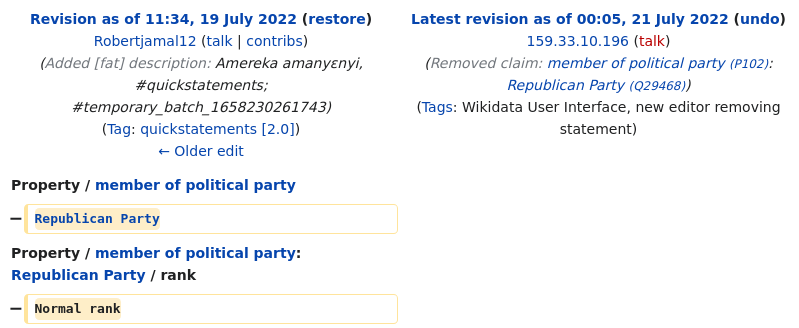 Revision as of 11:34, 19 July 2022 (restore)
Robertjamal12 (talk | contribs)
(Added [fat] description: Amereka amanyɛnyi,
#quickstatements;
#temporary_batch_1658230261743)
(Tag: quickstatements [2.0])
← Older edit
Latest revision as of 00:05, 21 July 2022 (undo)
159.33.10.196 (talk)
(Removed claim: member of political party (P102):
Republican Party (Q29468))
(Tags: Wikidata User Interface, new editor removing
statement)
Property / member of political party
− Republican Party
Property / member of political party:
Republican Party / rank
− Normal rank